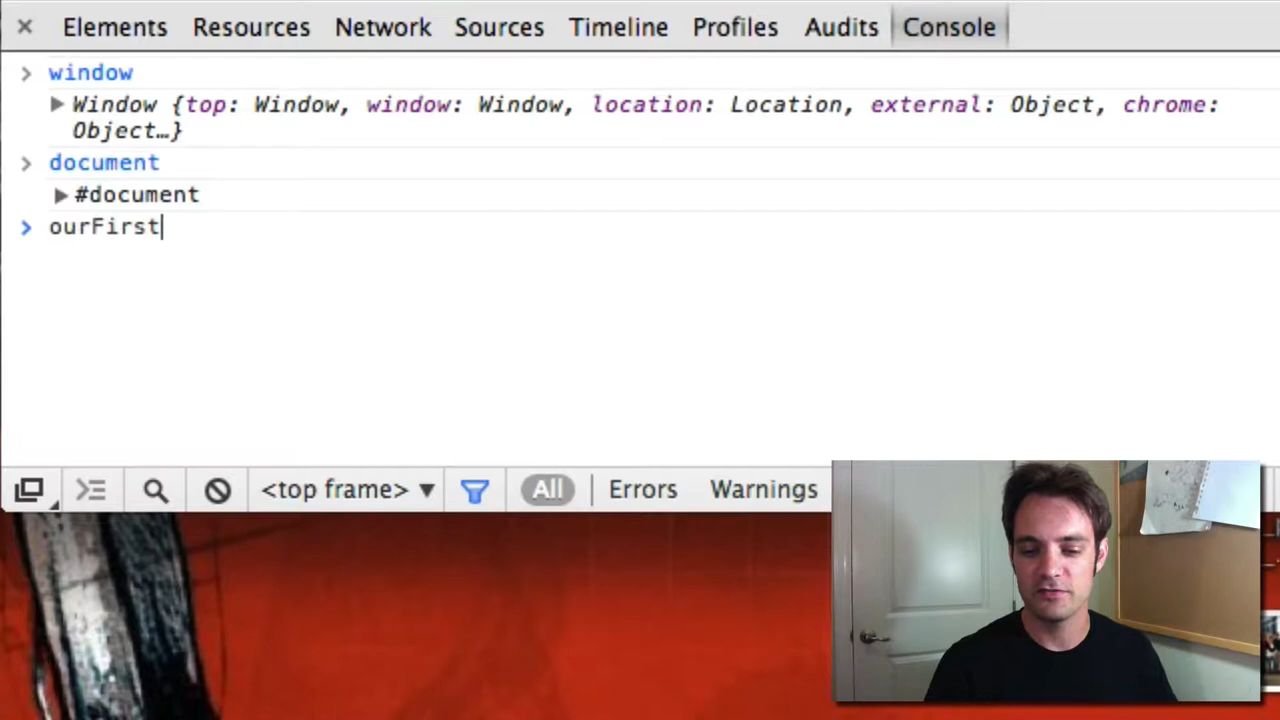 × Elements Resources Network Sources Timeline Profiles Audits Console
> window
▶ Window {top: Window, window: Window, location: Location, external: Object, chrome:
Object…}
> document
▶ #document
> ourFirst
<top frame> ▼ All Errors Warnings